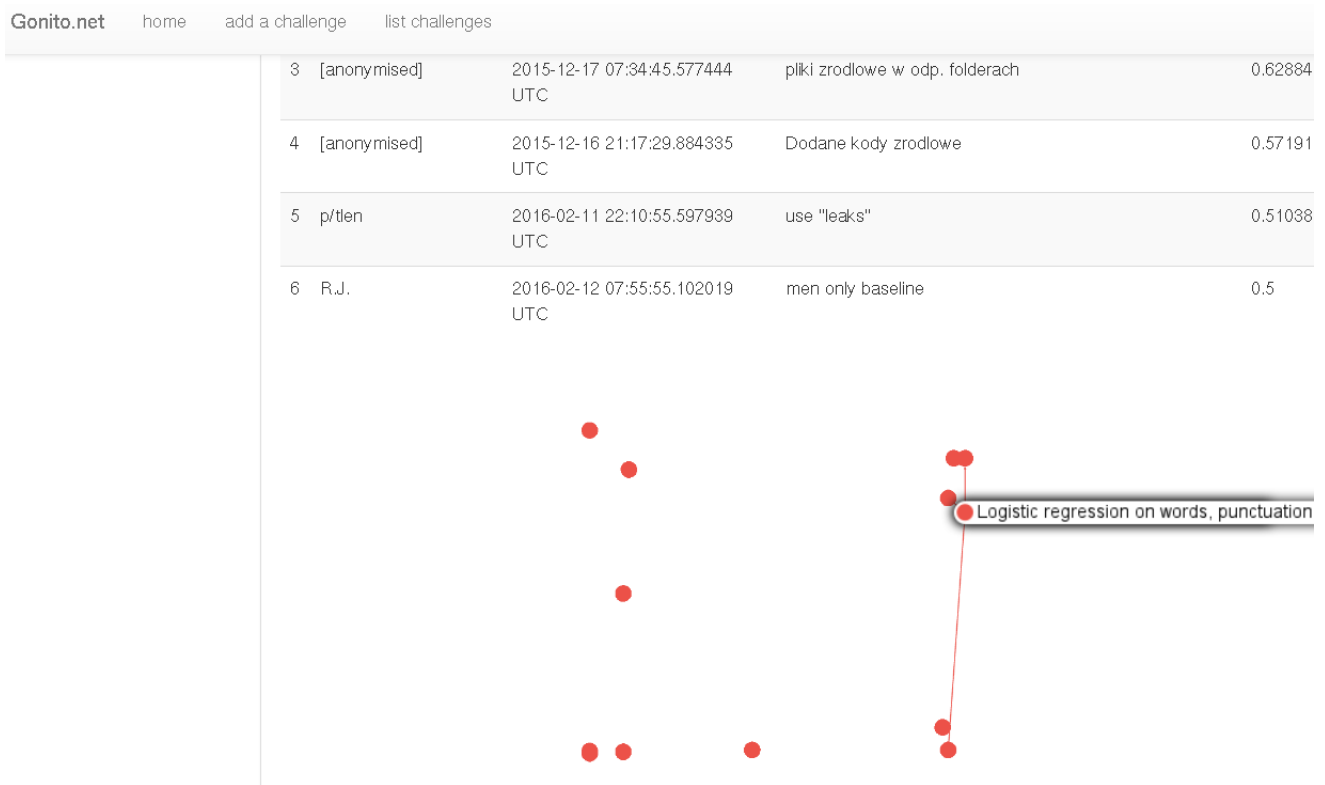 Gonito.net home add a challenge list challenges
3 [anonymised] 2015-12-17 07:34:45.577444 pliki zrodlowe w odp. folderach 0.62884
UTC
4 [anonymised] 2015-12-16 21:17:29.884335 Dodane kody zrodlowe 0.57191
UTC
5 p/tlen 2016-02-11 22:10:55.597939 use "leaks" 0.51038
UTC
6 R.J. 2016-02-12 07:55:55.102019 men only baseline 0.5
UTC
Logistic regression on words, punctuation